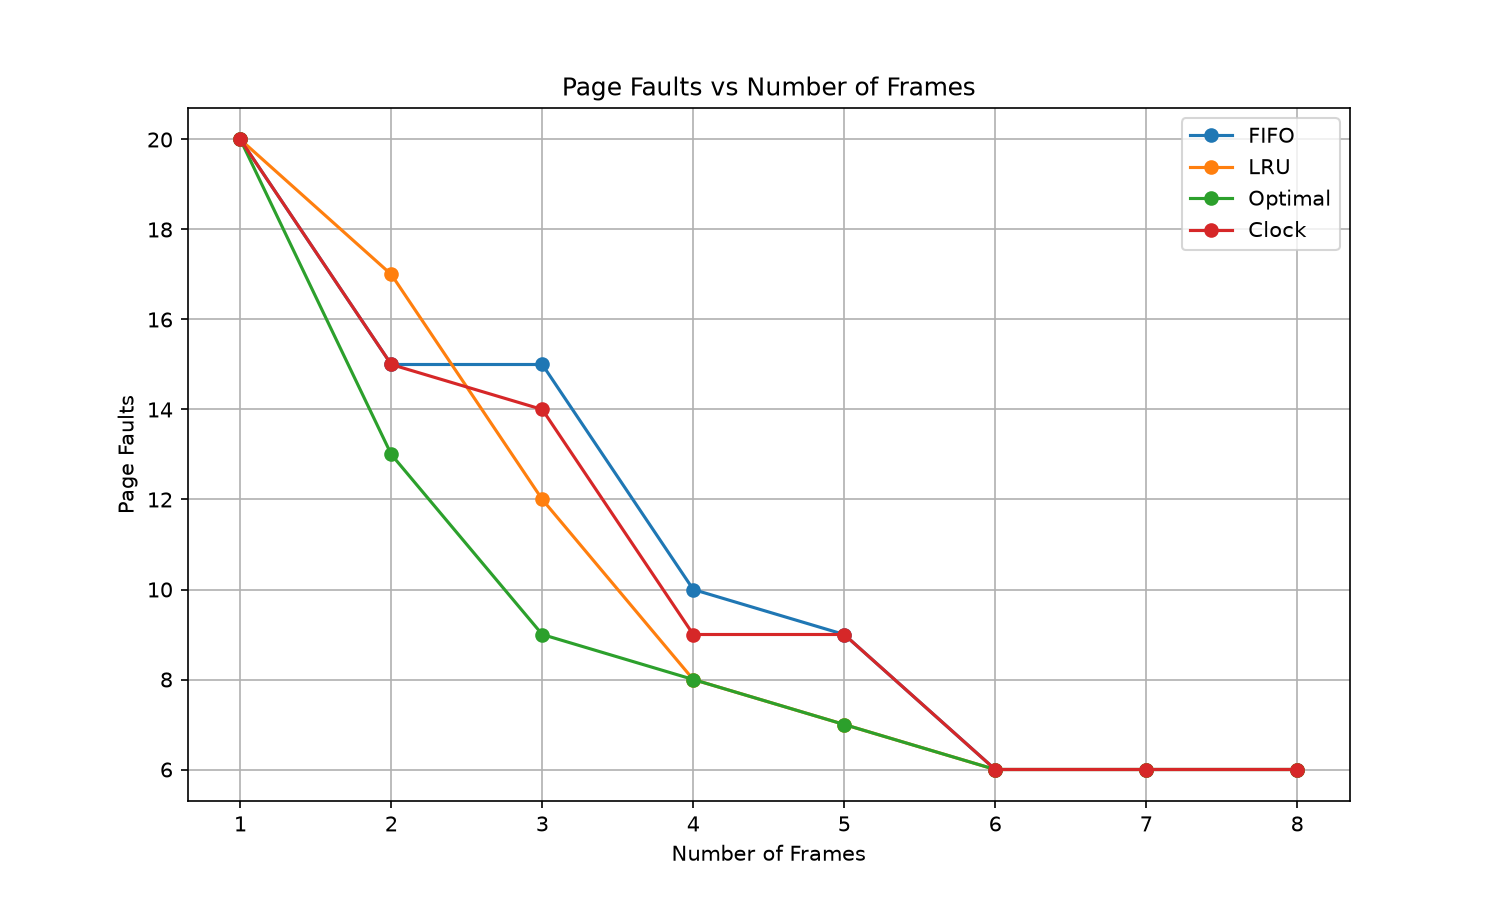 Page Faults vs Number of Frames
FIFO
LRU
Optimal
Clock
Page Faults
20
18
16
14
12
10
8
6
1 2 3 4 5 6 7 8
Number of Frames